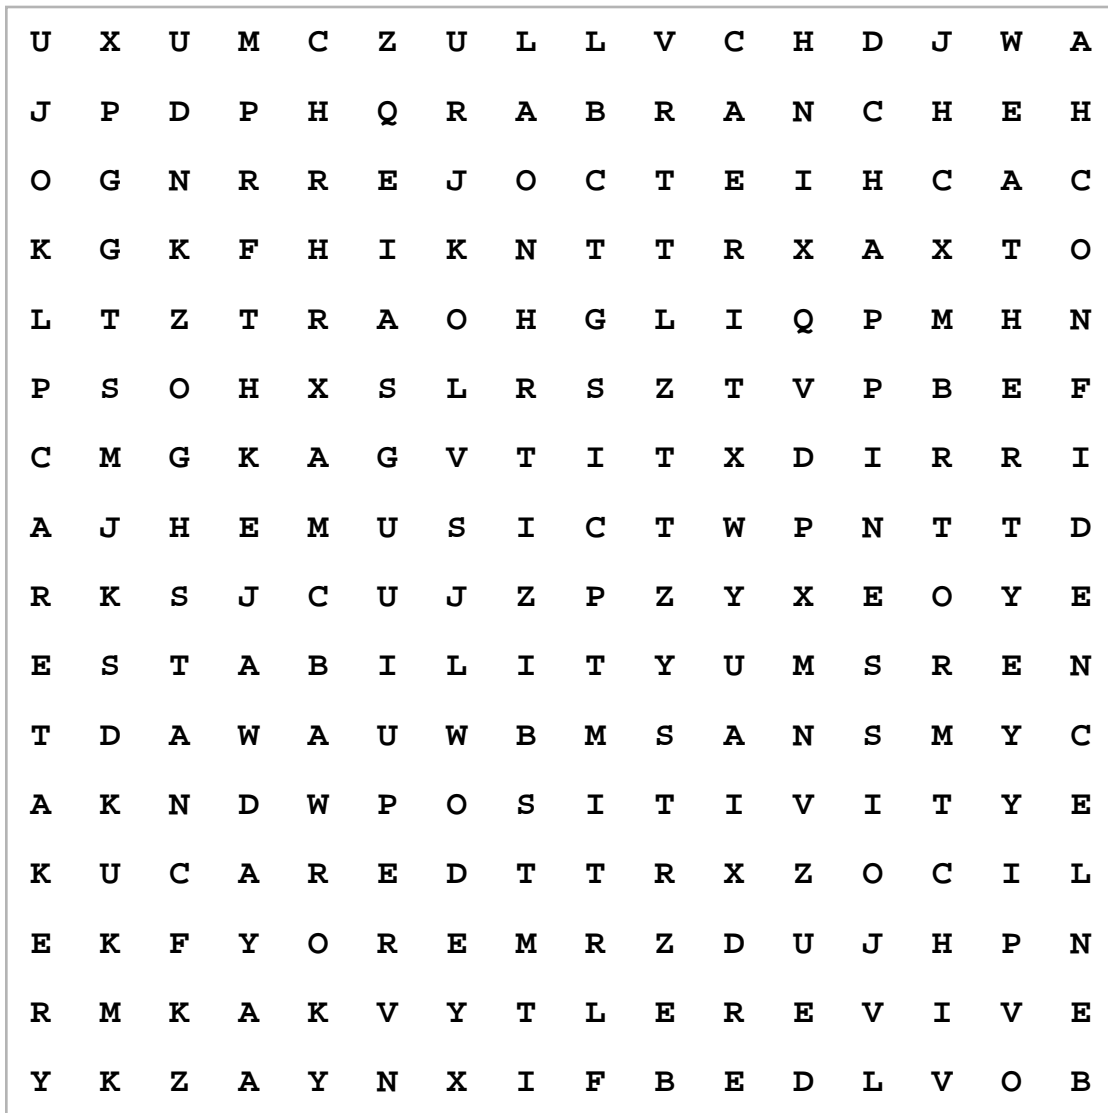 U X U M C Z U L L V C H D J W A
J P D P H Q R A B R A N C H E H
O G N R R E J O C T E I H C A C
K G K F H I K N T T R X A X T O
L T Z T R A O H G L I Q P M H N
P S O H X S L R S Z T V P B E F
C M G K A G V T I T X D I R R I
A J H E M U S I C T W P N T T D
R K S J C U J Z P Z Y X E O Y E
E S T A B I L I T Y U M S R E N
T D A W A U W B M S A N S M Y C
A K N D W P O S I T I V I T Y E
K U C A R E D T T R X Z O C I L
E K F Y O R E M R Z D U J H P N
R M K A K V Y T L E R E V I V E
Y K Z A Y N X I F B E D L V O B